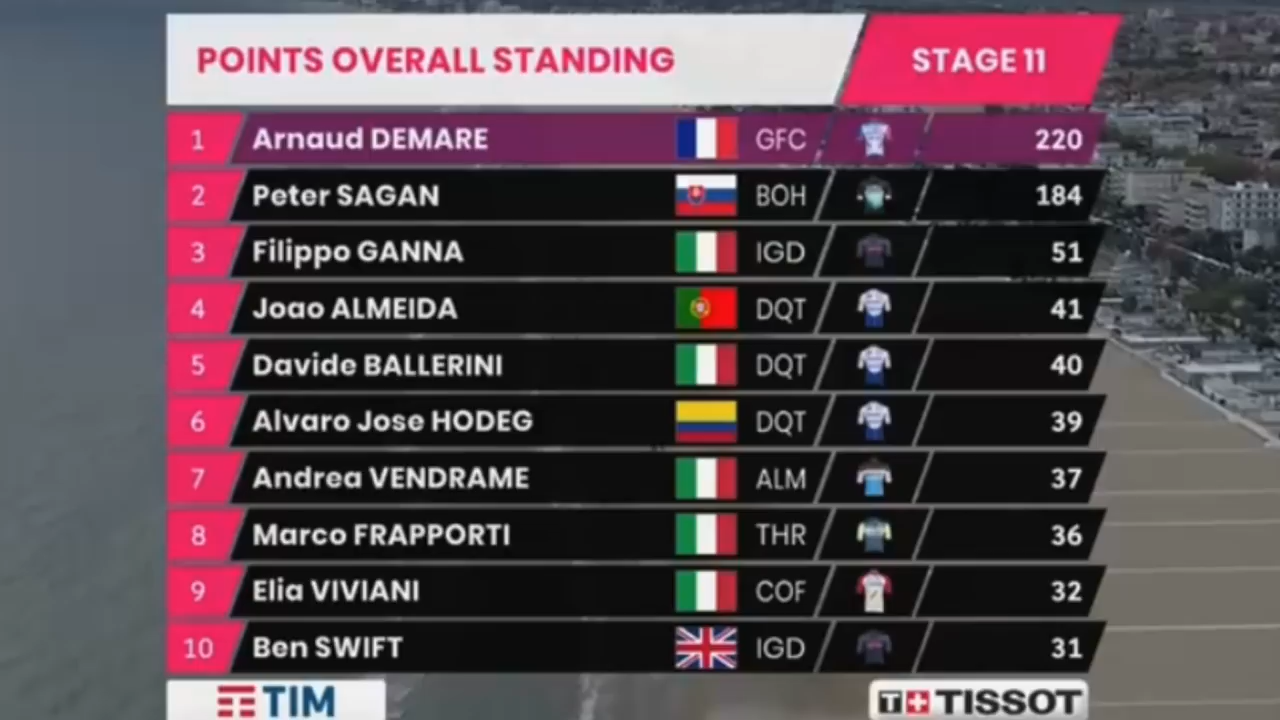 POINTS OVERALL STANDING STAGE 11
1 Arnaud DEMARE GFC 220
2 Peter SAGAN BOH 184
3 Filippo GANNA IGD 51
4 Joao ALMEIDA DQT 41
5 Davide BALLERINI DQT 40
6 Alvaro Jose HODEG DQT 39
7 Andrea VENDRAME ALM 37
8 Marco FRAPPORTI THR 36
9 Elia VIVIANI COF 32
10 Ben SWIFT IGD 31
TIM T+ TISSOT